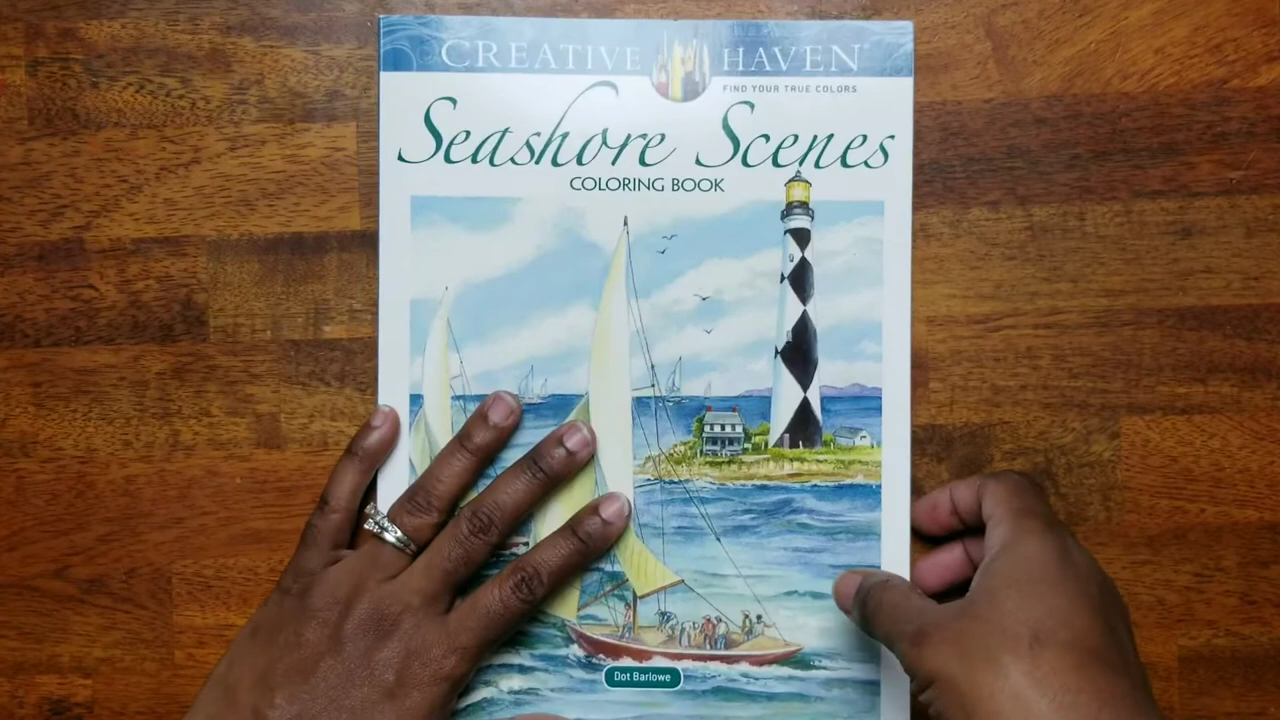 CREATIVE HAVEN®
FIND YOUR TRUE COLORS
Seashore Scenes
COLORING BOOK
Dot Barlowe